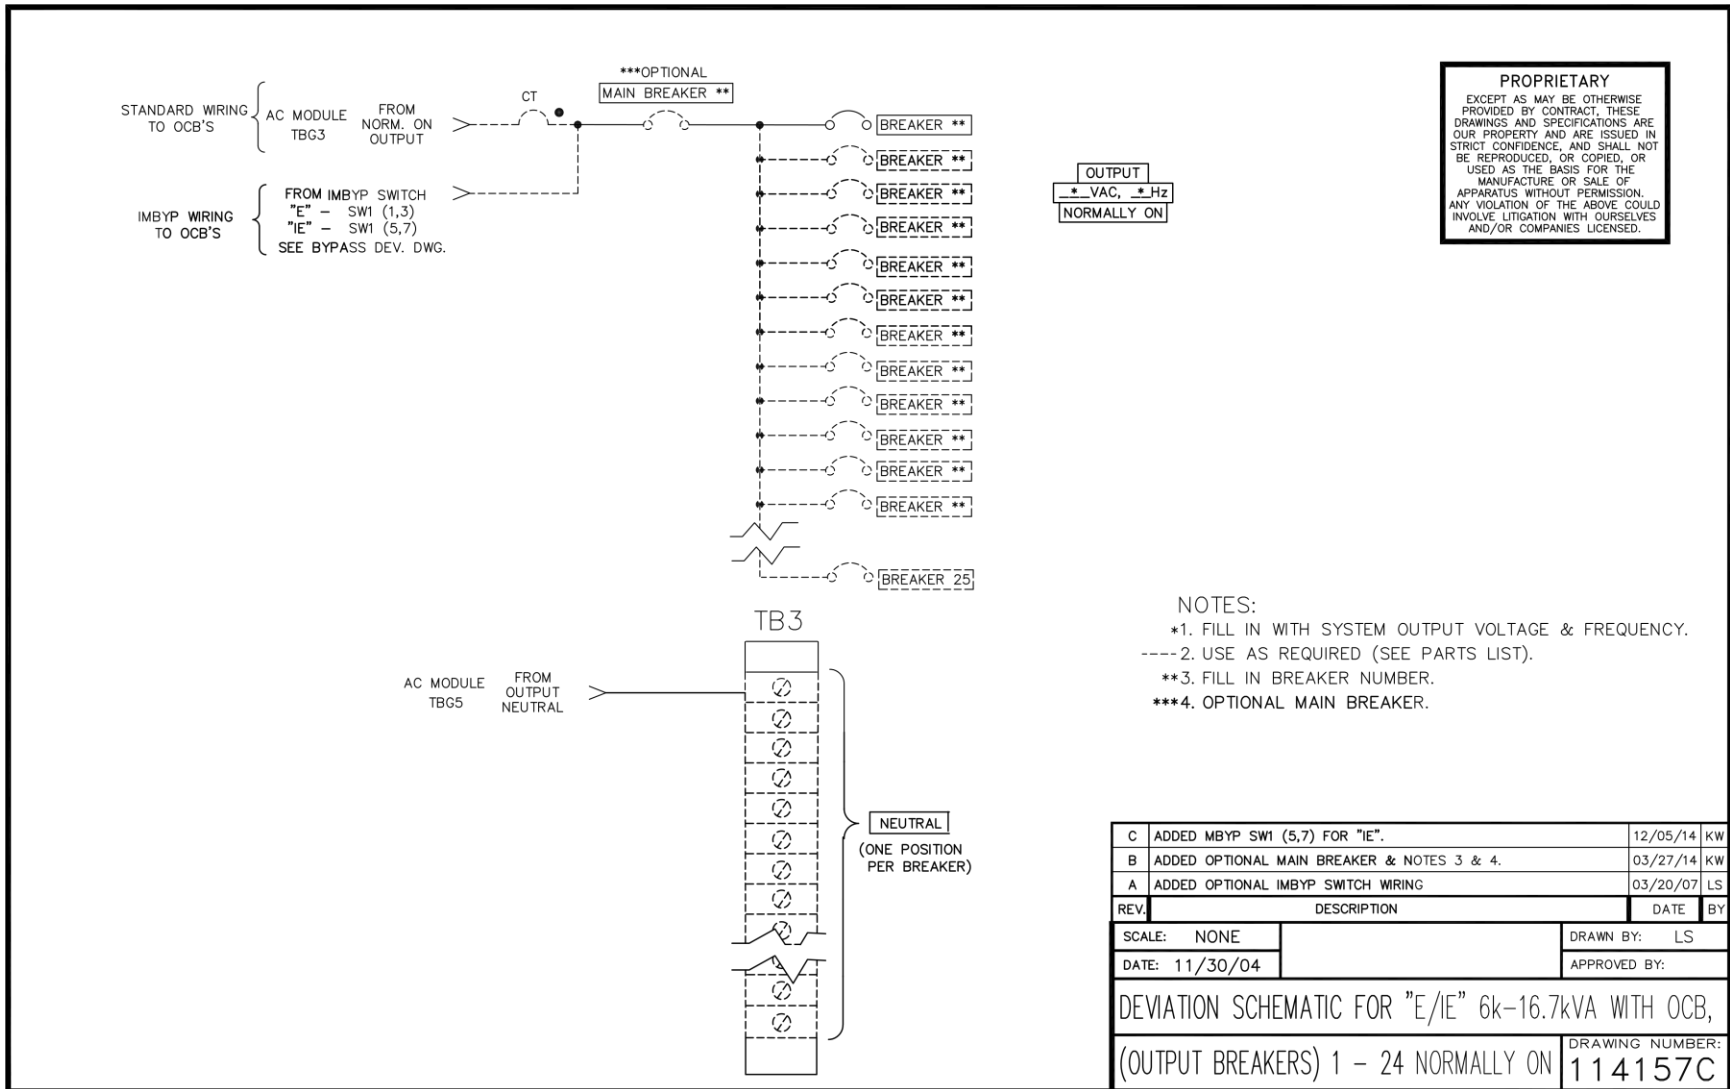 ***OPTIONAL
MAIN BREAKER **
CT
STANDARD WIRING
TO OCB'S
AC MODULE
TBG3
FROM
NORM. ON
OUTPUT
IMBYP WIRING
TO OCB'S
FROM IMBYP SWITCH
"E" – SW1 (1,3)
"IE" – SW1 (5,7)
SEE BYPASS DEV. DWG.
BREAKER **
BREAKER **
BREAKER **
BREAKER **
BREAKER **
BREAKER **
BREAKER **
BREAKER **
BREAKER **
BREAKER **
BREAKER **
BREAKER **
BREAKER 25
OUTPUT
__*__VAC, __*__Hz
NORMALLY ON
PROPRIETARY
EXCEPT AS MAY BE OTHERWISE
PROVIDED BY CONTRACT, THESE
DRAWINGS AND SPECIFICATIONS ARE
OUR PROPERTY AND ARE ISSUED IN
STRICT CONFIDENCE, AND SHALL NOT
BE REPRODUCED, OR COPIED, OR
USED AS THE BASIS FOR THE
MANUFACTURE OR SALE OF
APPARATUS WITHOUT PERMISSION.
ANY VIOLATION OF THE ABOVE COULD
INVOLVE LITIGATION WITH OURSELVES
AND/OR COMPANIES LICENSED.
TB3
AC MODULE
TBG5
FROM
OUTPUT
NEUTRAL
NEUTRAL
(ONE POSITION
PER BREAKER)
NOTES:
*1. FILL IN WITH SYSTEM OUTPUT VOLTAGE & FREQUENCY.
----2. USE AS REQUIRED (SEE PARTS LIST).
**3. FILL IN BREAKER NUMBER.
***4. OPTIONAL MAIN BREAKER.
C ADDED MBYP SW1 (5,7) FOR "IE". 12/05/14 KW
B ADDED OPTIONAL MAIN BREAKER & NOTES 3 & 4. 03/27/14 KW
A ADDED OPTIONAL IMBYP SWITCH WIRING 03/20/07 LS
REV. DESCRIPTION DATE BY
SCALE: NONE
DRAWN BY: LS
DATE: 11/30/04
APPROVED BY:
DEVIATION SCHEMATIC FOR "E/IE" 6k–16.7kVA WITH OCB,
(OUTPUT BREAKERS) 1 – 24 NORMALLY ON
DRAWING NUMBER:
114157C